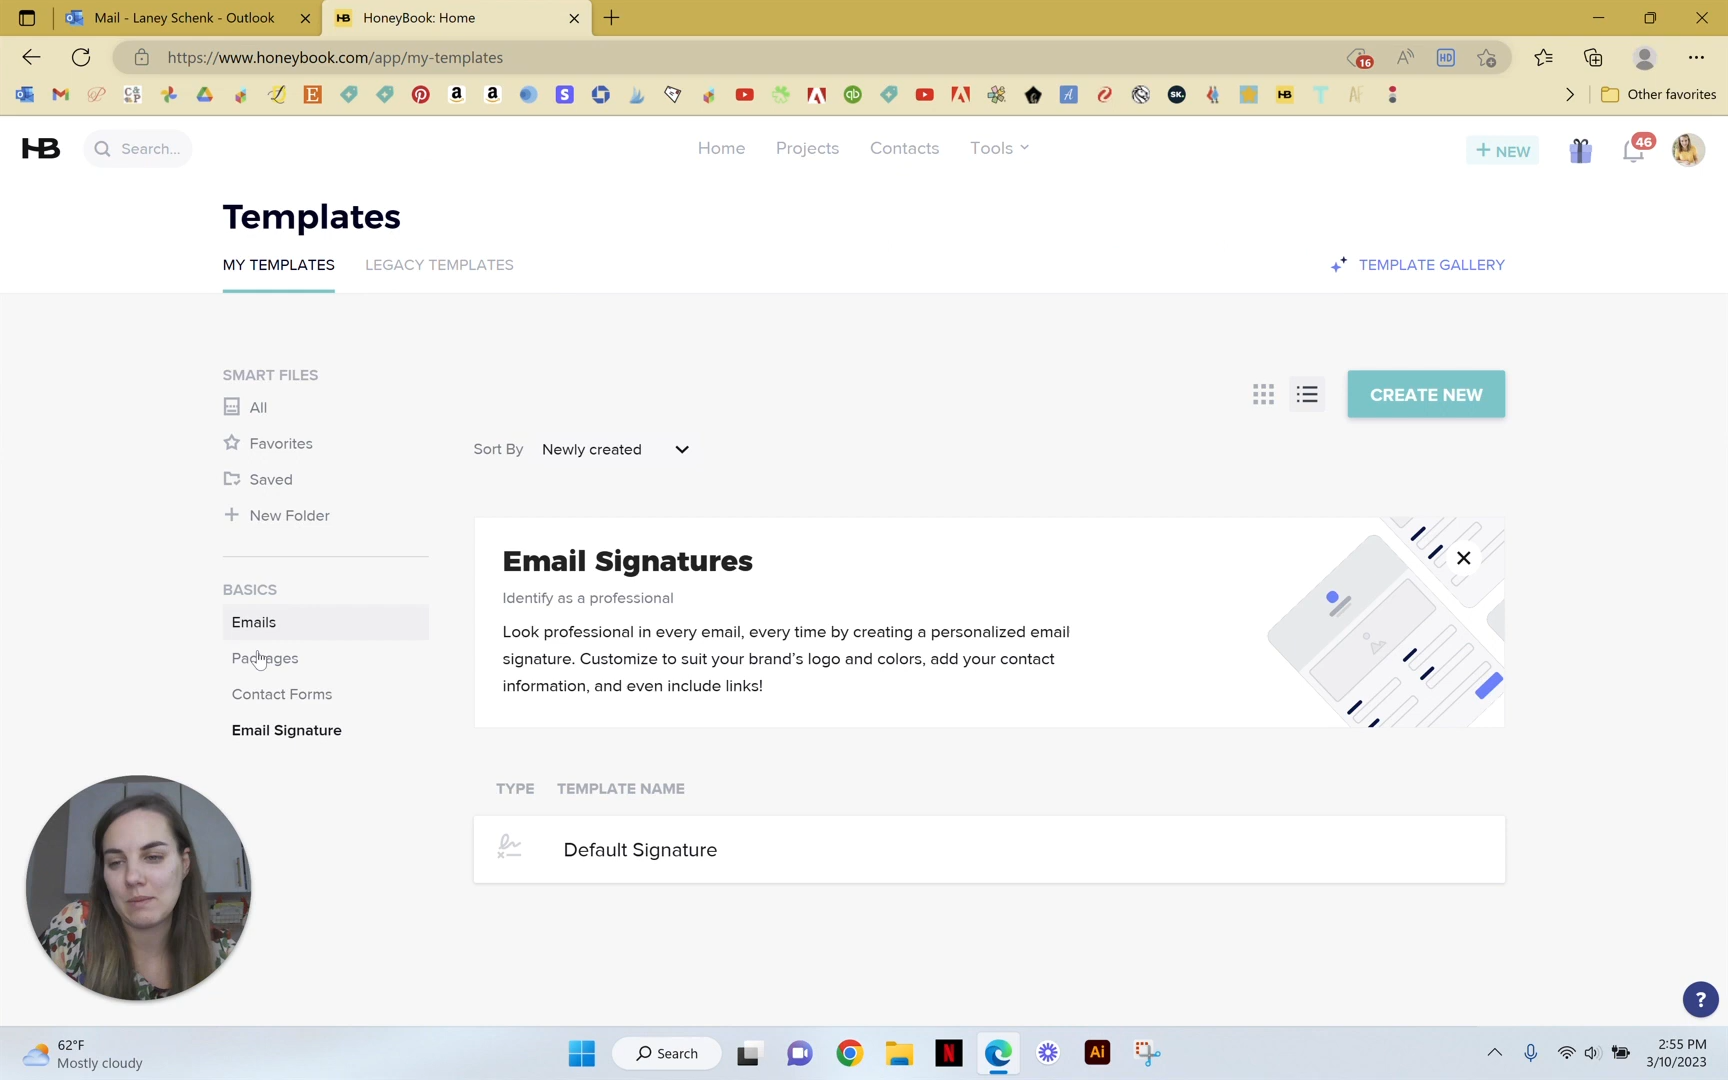 Mail - Laney Schenk - Outlook
HB HoneyBook: Home
https://www.honeybook.com/app/my-templates
16
HD
Other favorites
HB
Search...
Home
Projects
Contacts
Tools
+ NEW
46
Templates
MY TEMPLATES
LEGACY TEMPLATES
TEMPLATE GALLERY
SMART FILES
All
Favorites
Saved
New Folder
CREATE NEW
Sort By Newly created
BASICS
Emails
Packages
Contact Forms
Email Signature
Email Signatures
Identify as a professional
Look professional in every email, every time by creating a personalized email
signature. Customize to suit your brand's logo and colors, add your contact
information, and even include links!
TYPE TEMPLATE NAME
Default Signature
?
62°F
Mostly cloudy
Search
N
Ai
2:55 PM
3/10/2023